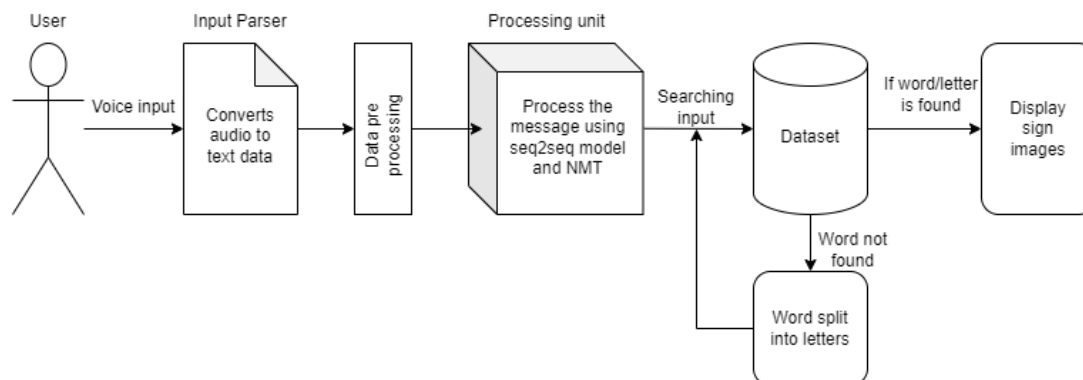 User
Input Parser
Processing unit
Voice input
Converts
audio to
text data
Data pre
processing
Process the
message using
seq2seq model
and NMT
Searching
input
Dataset
If word/letter
is found
Display
sign
images
Word not
found
Word split
into letters